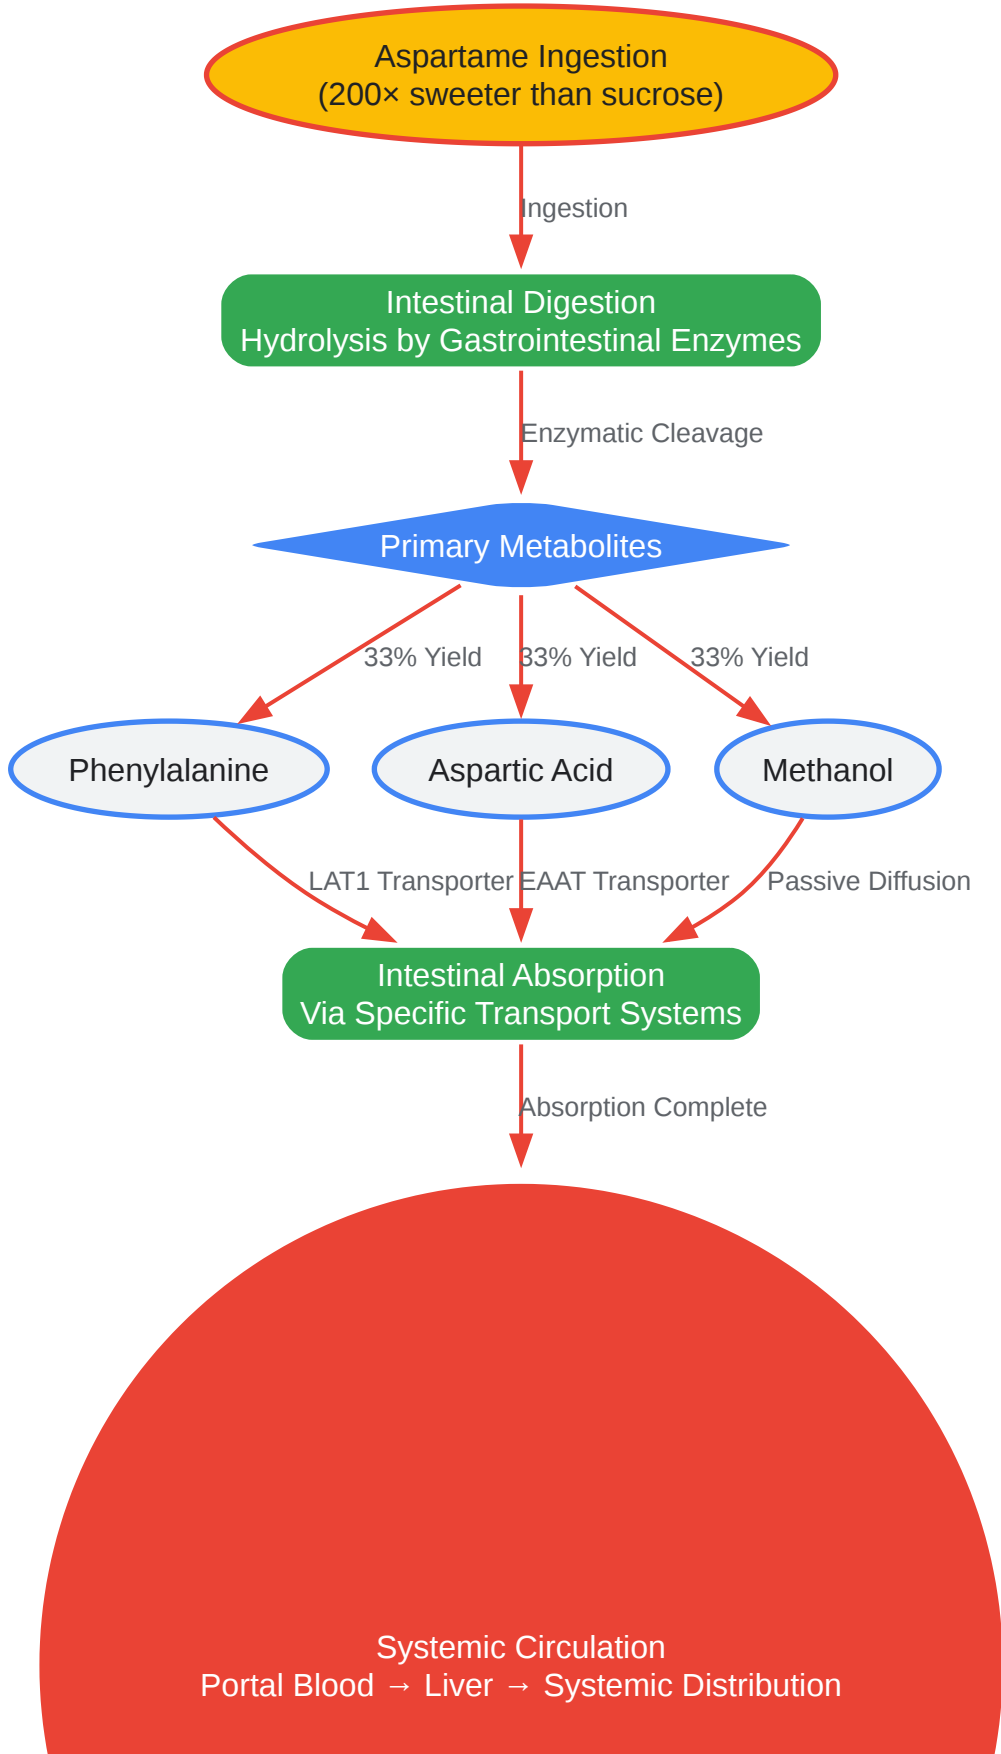 Aspartame Ingestion
(200× sweeter than sucrose)
Ingestion
Intestinal Digestion
Hydrolysis by Gastrointestinal Enzymes
Enzymatic Cleavage
Primary Metabolites
33% Yield
33% Yield
33% Yield
Phenylalanine
Aspartic Acid
Methanol
LAT1 Transporter
EAAT Transporter
Passive Diffusion
Intestinal Absorption
Via Specific Transport Systems
Absorption Complete
Systemic Circulation
Portal Blood → Liver → Systemic Distribution